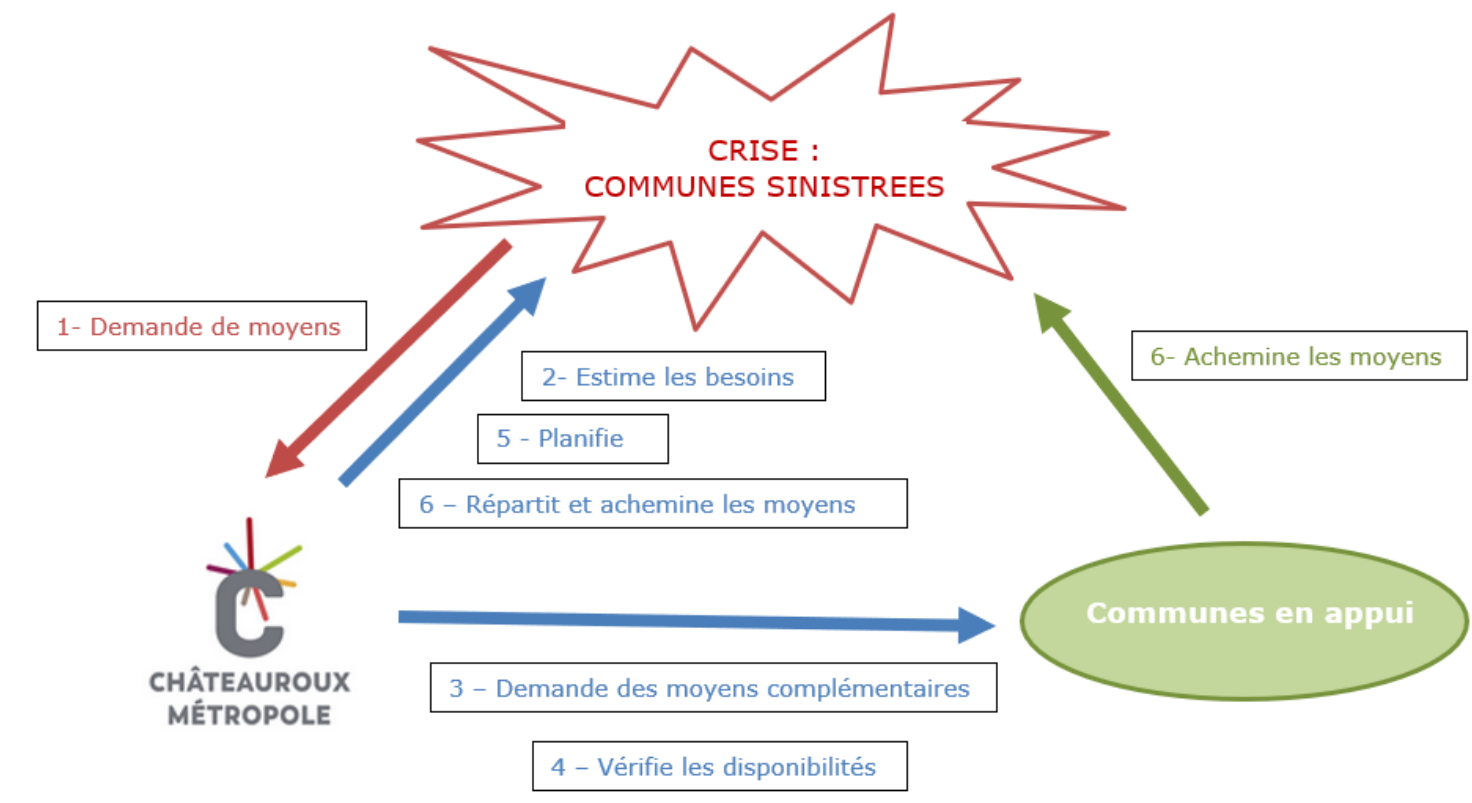 CRISE :
COMMUNES SINISTREES
1- Demande de moyens
6- Achemine les moyens
2- Estime les besoins
5 - Planifie
6 – Répartit et achemine les moyens
Communes en appui
C
CHÂTEAUROUX
MÉTROPOLE
3 – Demande des moyens complémentaires
4 – Vérifie les disponibilités